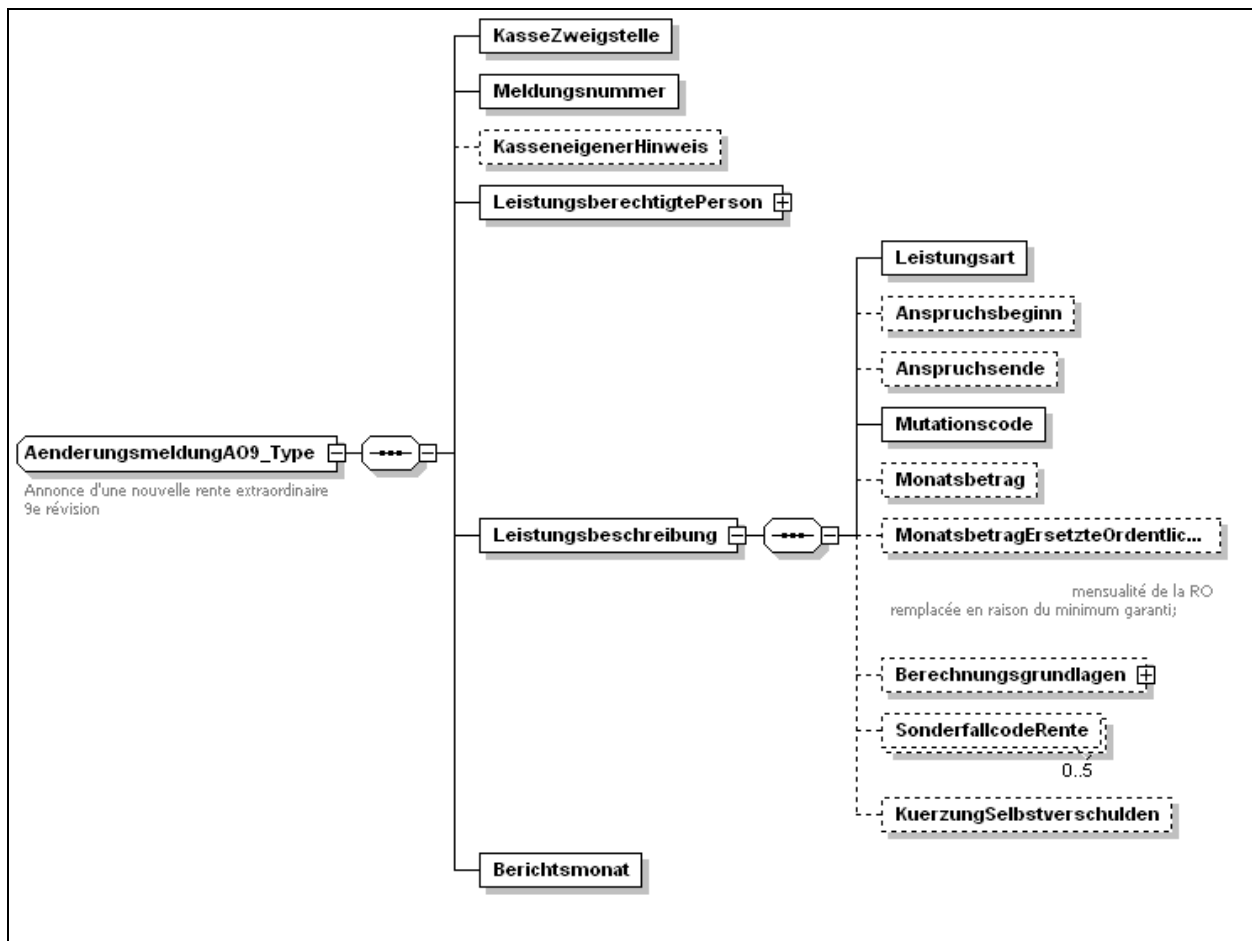 KasseZweigstelle
Meldungsnummer
KasseneigenerHinweis
LeistungsberechtigtePerson
Leistungsart
Anspruchsbeginn
Anspruchsende
Mutationscode
AenderungsmeldungAO9_Type
Annonce d'une nouvelle rente extraordinaire
9e révision
Monatsbetrag
Leistungsbeschreibung
MonatsbetragErsetzteOrdentlic...
mensualité de la RO
remplacée en raison du minimum garanti;
Berechnungsgrundlagen
SonderfallcodeRente
0..5
KuerzungSelbstverschulden
Berichtsmonat